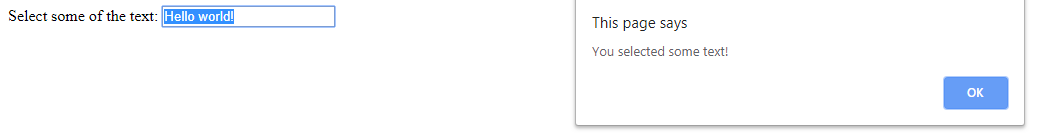 Select some of the text: Hello world!
This page says
You selected some text!
OK